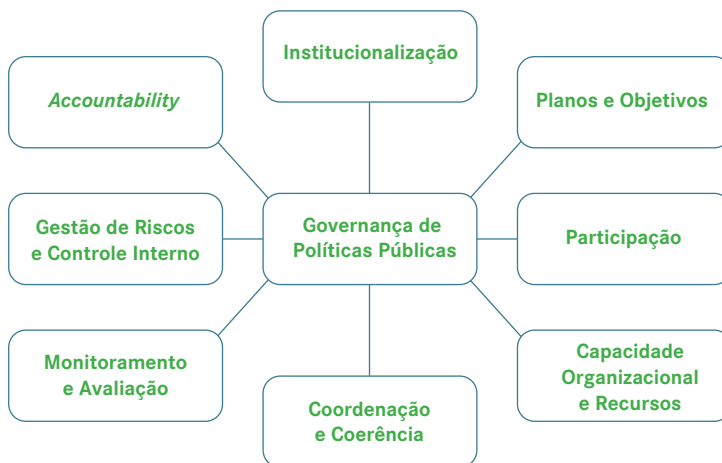 Institucionalização
Accountability
Planos e Objetivos
Gestão de Riscos
e Controle Interno
Governança de
Políticas Públicas
Participação
Monitoramento
e Avaliação
Coordenação
e Coerência
Capacidade
Organizacional
e Recursos